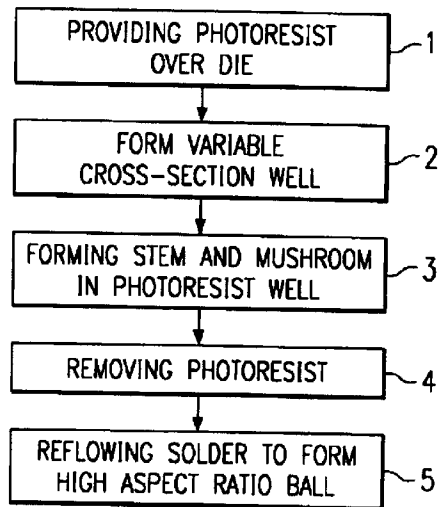 PROVIDING PHOTORESIST
OVER DIE
1
FORM VARIABLE
CROSS-SECTION WELL
2
FORMING STEM AND MUSHROOM
IN PHOTORESIST WELL
3
REMOVING PHOTORESIST
4
REFLOWING SOLDER TO FORM
HIGH ASPECT RATIO BALL
5